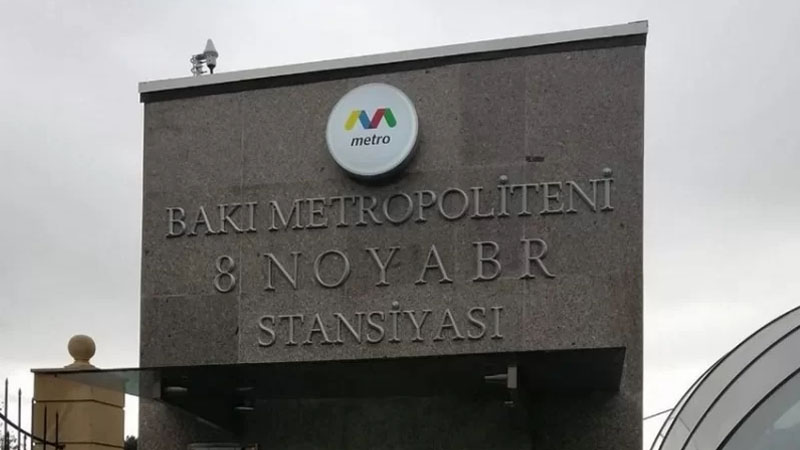 metro
BAKI METROPOLİTENİ
8 NOYABR
STANSİYASI